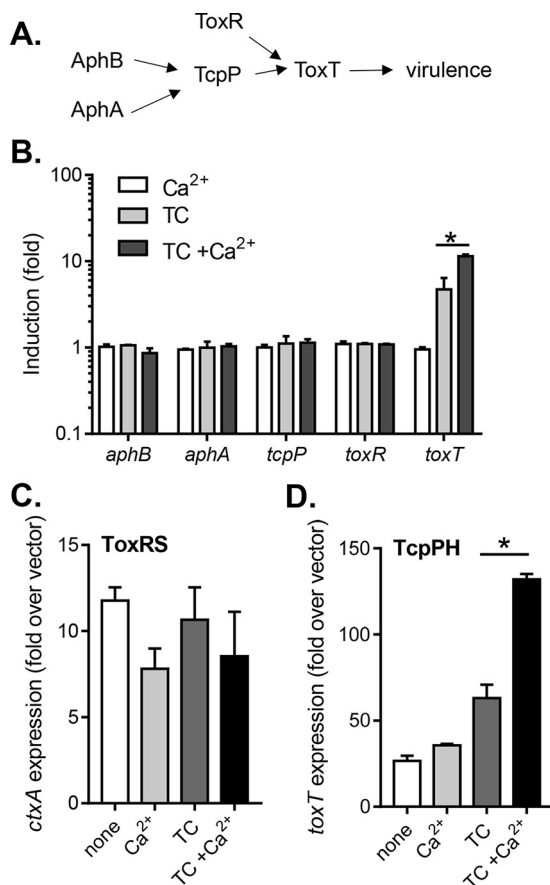 A.
ToxR
AphB
TcpP
ToxT
virulence
AphA
B.
100
10
1
0.1
Induction (fold)
Ca2+
TC
TC +Ca2+
*
aphB
aphA
tcpP
toxR
toxT
C.
ToxRS
15
10
5
0
ctxA expression (fold over vector)
none
Ca2+
TC
TC +Ca2+
D.
TcpPH
*
150
100
50
0
toxT expression (fold over vector)
none
Ca2+
TC
TC +Ca2+